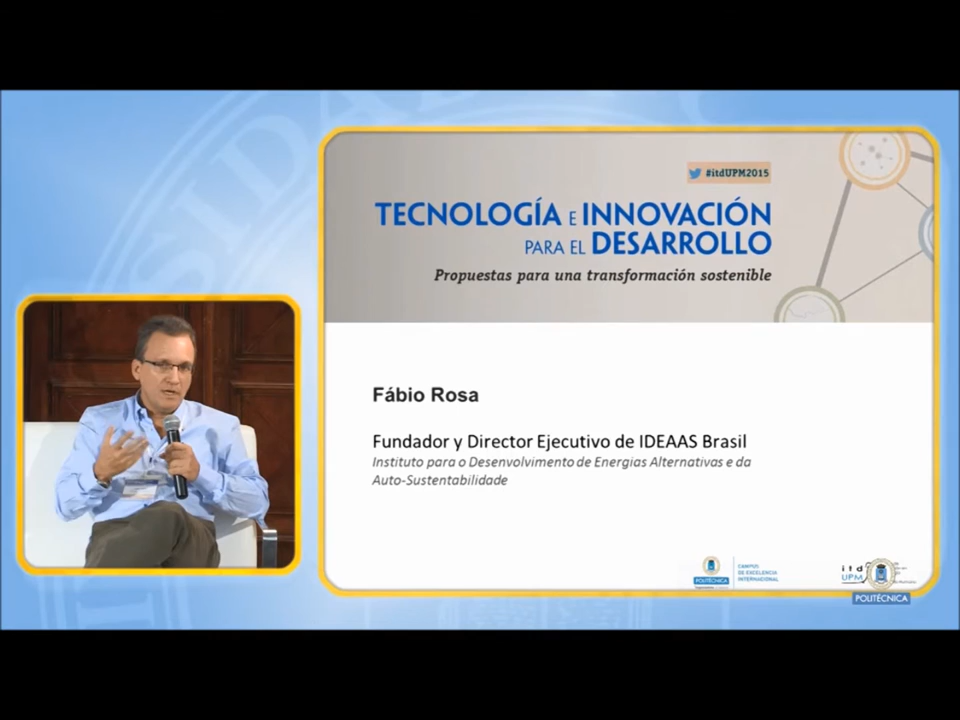 #itdUPM2015
TECNOLOGÍA E INNOVACIÓN
PARA EL DESARROLLO
Propuestas para una transformación sostenible
Fábio Rosa
Fundador y Director Ejecutivo de IDEAAS Brasil
Instituto para o Desenvolvimento de Energias Alternativas e da
Auto-Sustentabilidade
POLITÉCNICA
CAMPUS
DE EXCELENCIA
INTERNACIONAL
itd
UPM
POLITÉCNICA